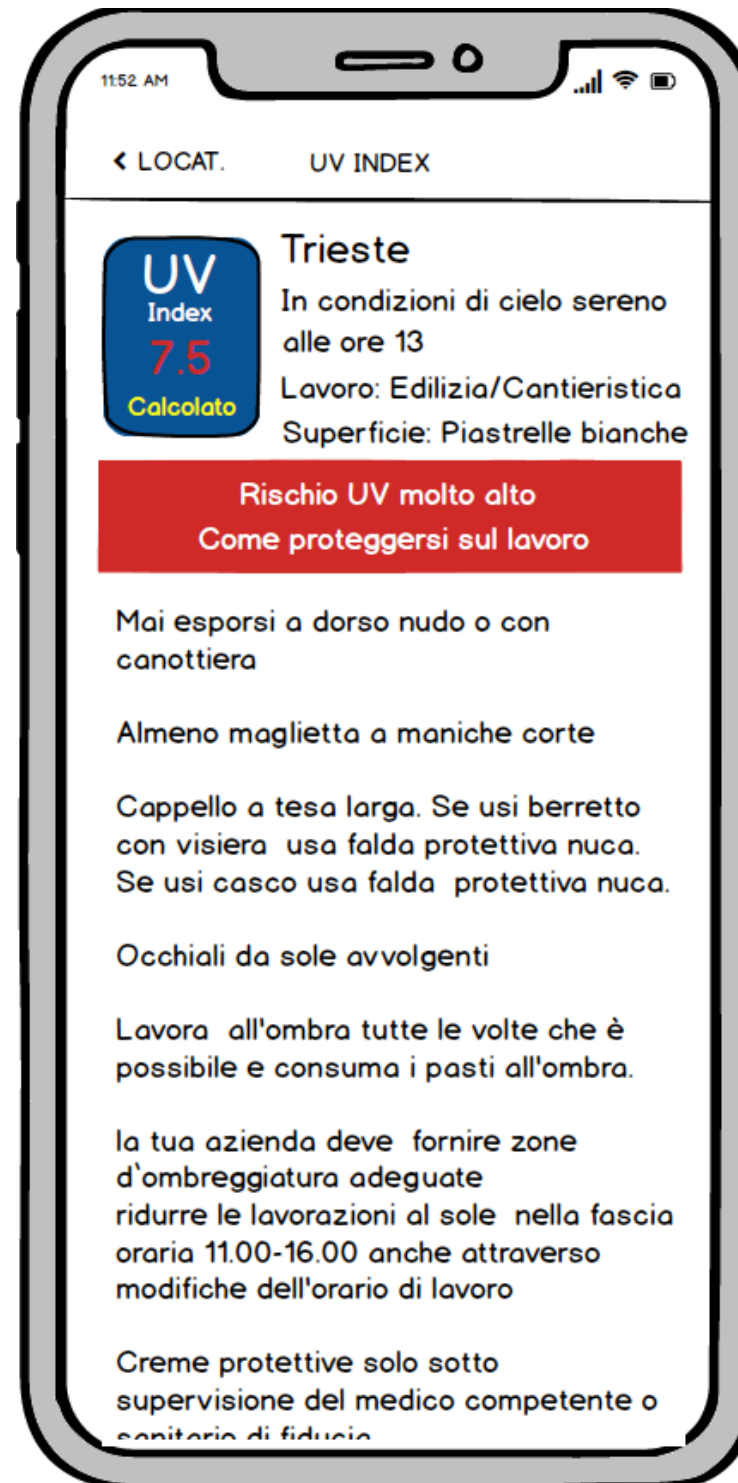 11:52 AM
< LOCAT. UV INDEX
UV
Index
7.5
Calcolato
Trieste
In condizioni di cielo sereno
alle ore 13
Lavoro: Edilizia/Cantieristica
Superficie: Piastrelle bianche
Rischio UV molto alto
Come proteggersi sul lavoro
Mai esporsi a dorso nudo o con
canottiera
Almeno maglietta a maniche corte
Cappello a tesa larga. Se usi berretto
con visiera  usa falda protettiva nuca.
Se usi casco usa falda  protettiva nuca.
Occhiali da sole avvolgenti
Lavora  all'ombra tutte le volte che è
possibile e consuma i pasti all'ombra.
la tua azienda deve  fornire zone
d'ombreggiatura adeguate
ridurre le lavorazioni al sole  nella fascia
oraria 11.00-16.00 anche attraverso
modifiche dell'orario di lavoro
Creme protettive solo sotto
supervisione del medico competente o
sanitario di fiducia